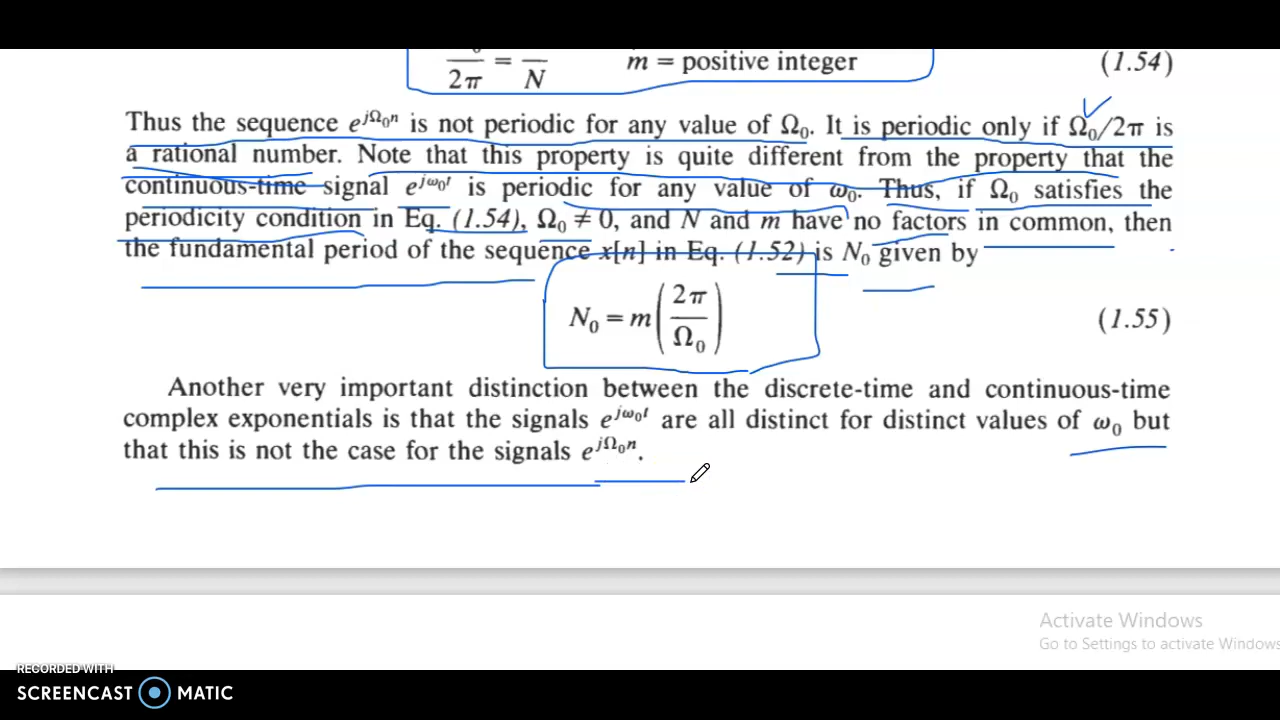 2π = N m = positive integer (1.54)
Thus the sequence e^{jΩ₀n} is not periodic for any value of Ω₀. It is periodic only if Ω₀/2π is
a rational number. Note that this property is quite different from the property that the
continuous-time signal e^{jω₀t} is periodic for any value of ω₀. Thus, if Ω₀ satisfies the
periodicity condition in Eq. (1.54), Ω₀ ≠ 0, and N and m have no factors in common, then
the fundamental period of the sequence x[n] in Eq. (1.52) is N₀ given by
N₀ = m(2π/Ω₀) (1.55)
Another very important distinction between the discrete-time and continuous-time
complex exponentials is that the signals e^{jω₀t} are all distinct for distinct values of ω₀ but
that this is not the case for the signals e^{jΩ₀n}.
Activate Windows
Go to Settings to activate Windows
RECORDED WITH
SCREENCAST MATIC